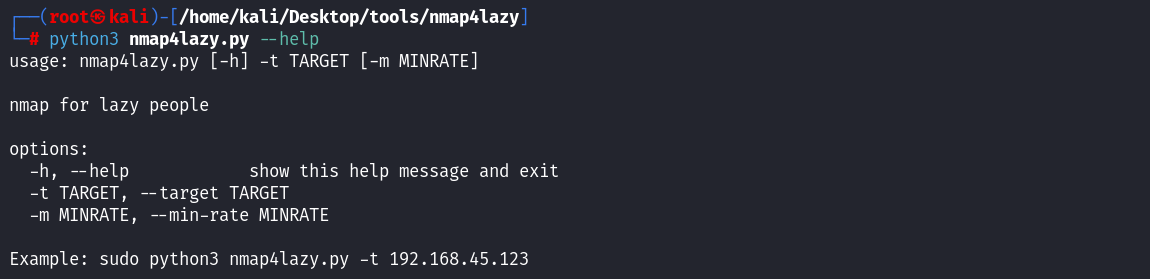 ┌──(root㉿kali)-[/home/kali/Desktop/tools/nmap4lazy]
└─# python3 nmap4lazy.py --help
usage: nmap4lazy.py [-h] -t TARGET [-m MINRATE]
nmap for lazy people
options:
-h, --help show this help message and exit
-t TARGET, --target TARGET
-m MINRATE, --min-rate MINRATE
Example: sudo python3 nmap4lazy.py -t 192.168.45.123